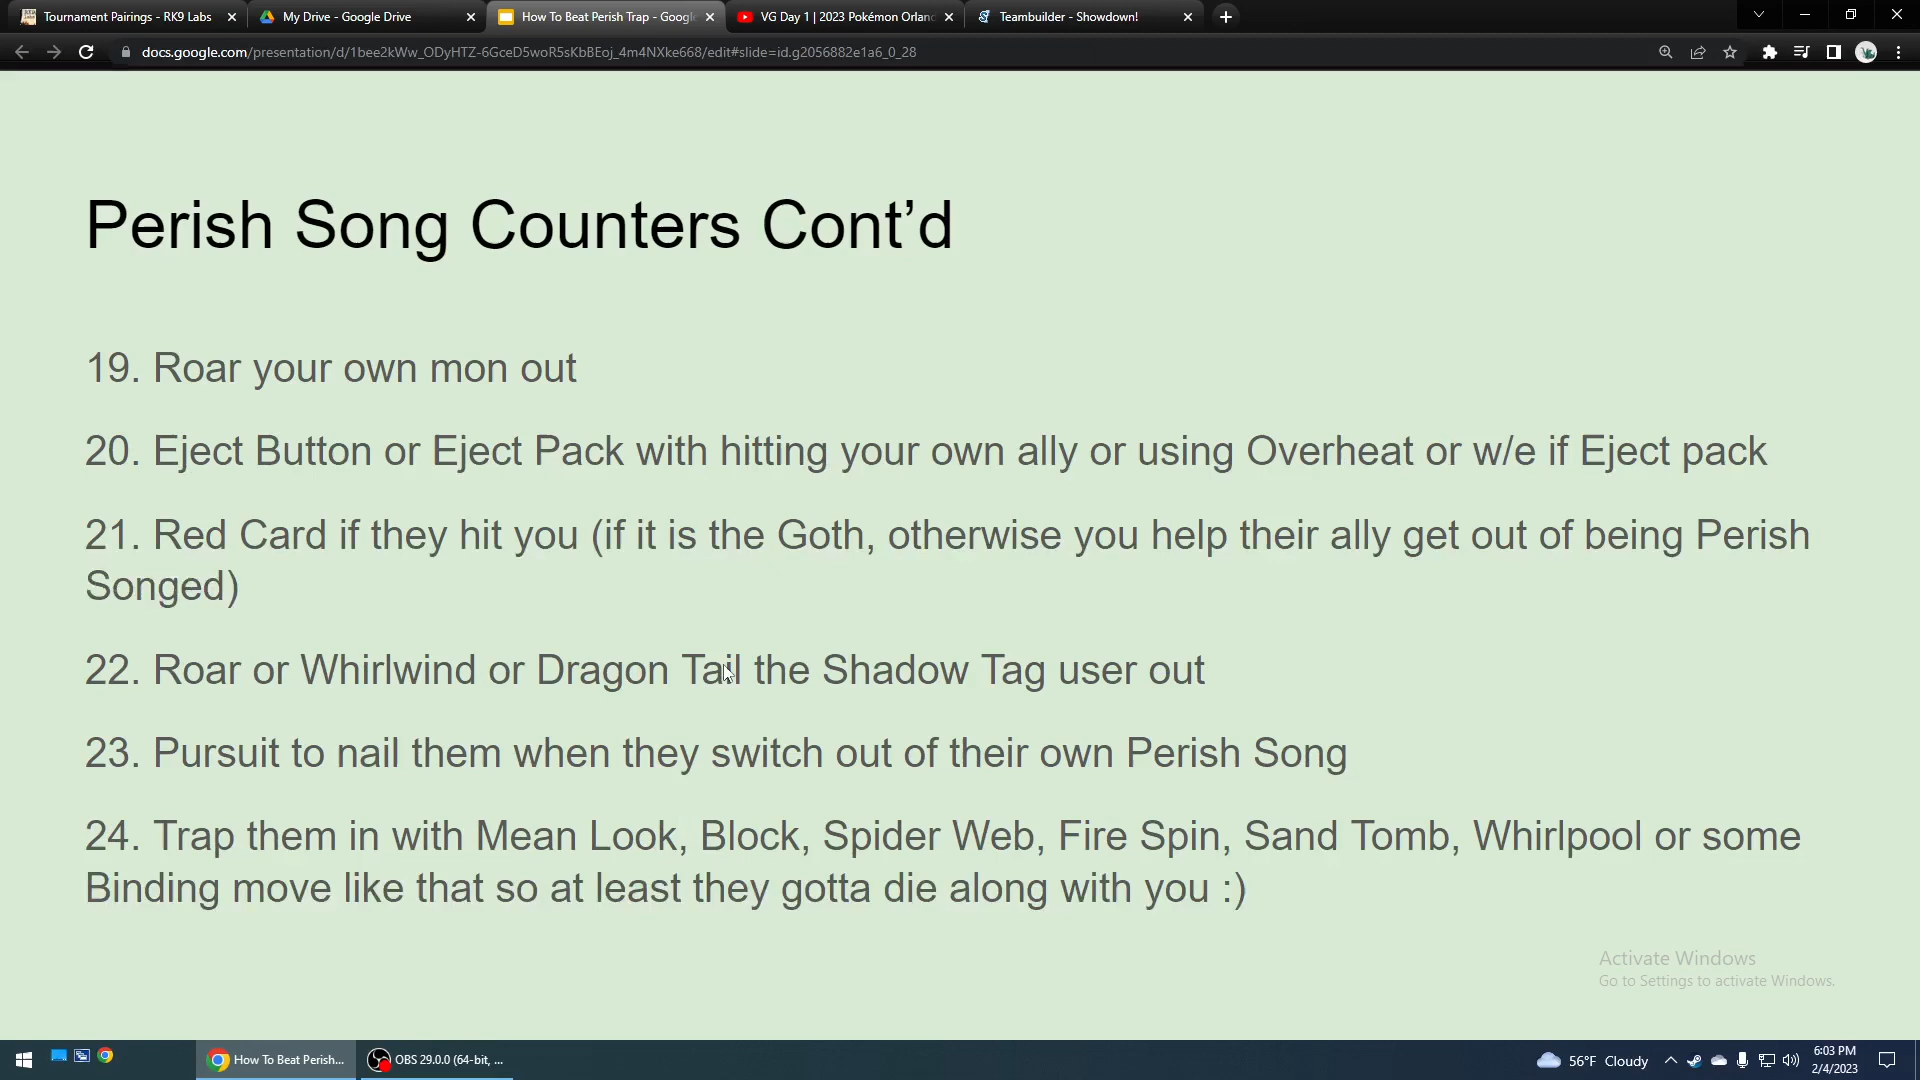 Tournament Pairings - RK9 Labs
My Drive - Google Drive
How To Beat Perish Trap - Google
VG Day 1 | 2023 Pokémon Orlan
Teambuilder - Showdown!
docs.google.com/presentation/d/1bee2kWw_ODyHTZ-6GceD5woR5sKbBEoj_4m4NXke668/edit#slide=id.g2056882e1a6_0_28
Perish Song Counters Cont’d
19. Roar your own mon out
20. Eject Button or Eject Pack with hitting your own ally or using Overheat or w/e if Eject pack
21. Red Card if they hit you (if it is the Goth, otherwise you help their ally get out of being Perish
Songed)
22. Roar or Whirlwind or Dragon Tail the Shadow Tag user out
23. Pursuit to nail them when they switch out of their own Perish Song
24. Trap them in with Mean Look, Block, Spider Web, Fire Spin, Sand Tomb, Whirlpool or some
Binding move like that so at least they gotta die along with you :)
Activate Windows
Go to Settings to activate Windows.
How To Beat Perish...
OBS 29.0.0 (64-bit, ...
56°F Cloudy
6:03 PM
2/4/2023